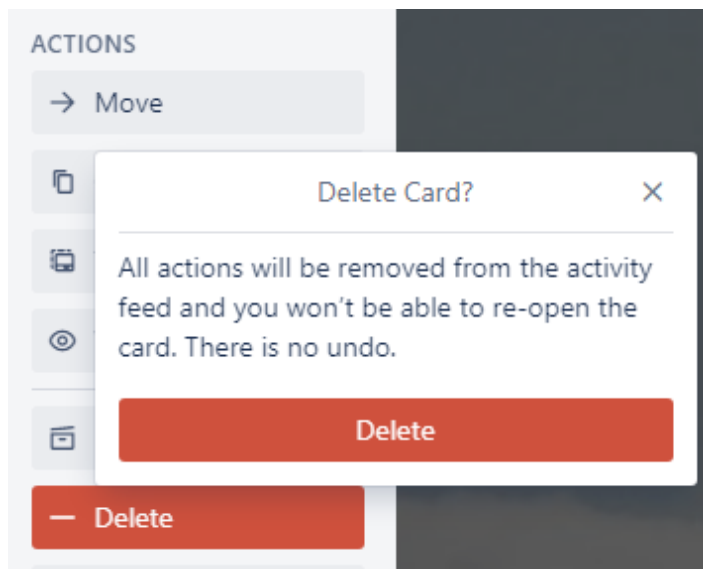 ACTIONS
Move
Delete Card?
All actions will be removed from the activity
feed and you won't be able to re-open the
card. There is no undo.
Delete
Delete